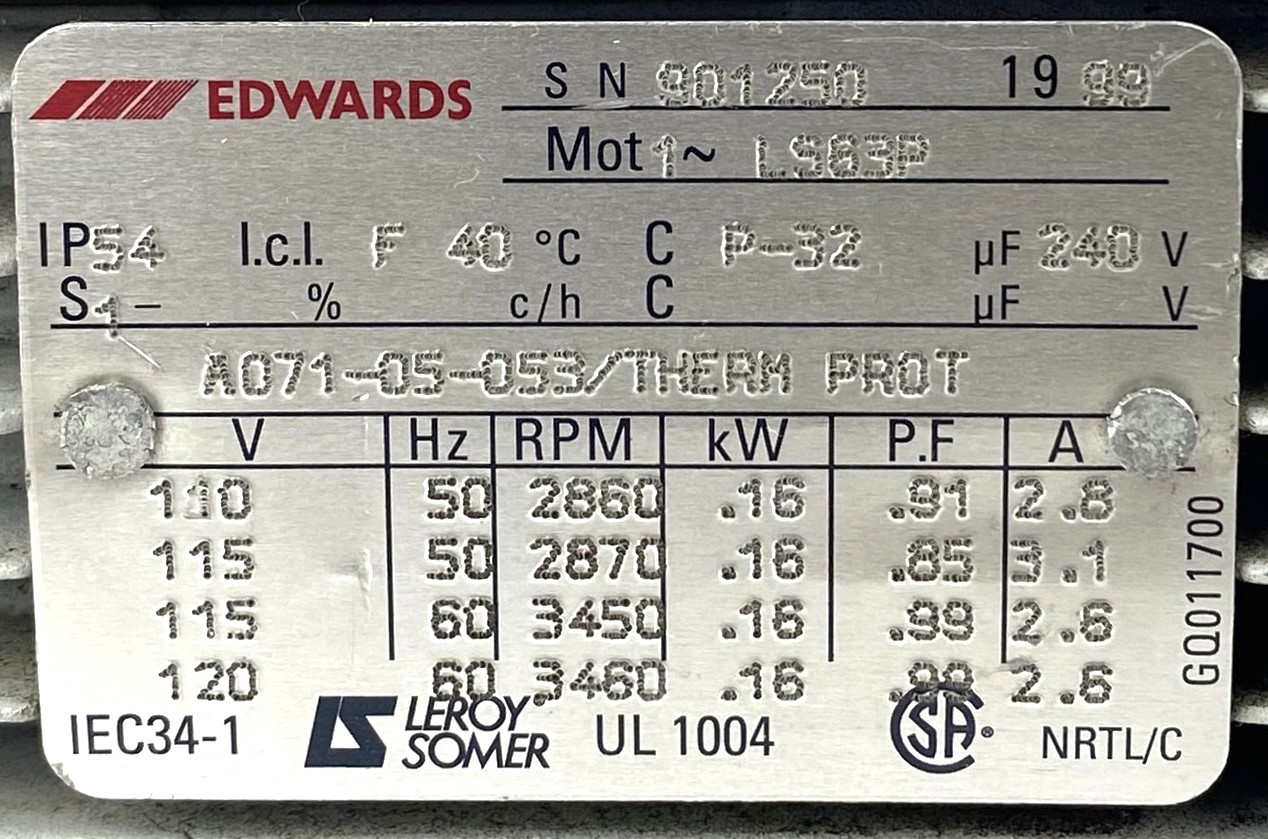 EDWARDS
S N 901250 1999
Mot 1~ LS63P
IP54 I.cl. F 40 °C C P-32 µF 240 V
S1 - % c/h C µF V
A071-05-053/THERM PROT
V Hz RPM kW P.F A
110 50 2860 .16 .91 2.8
115 50 2870 .16 .85 3.1
115 60 3450 .16 .99 2.6
120 60 3460 .16 .99 2.6
GQ011700
IEC34-1 LEROY SOMER UL 1004 CSA® NRTL/C